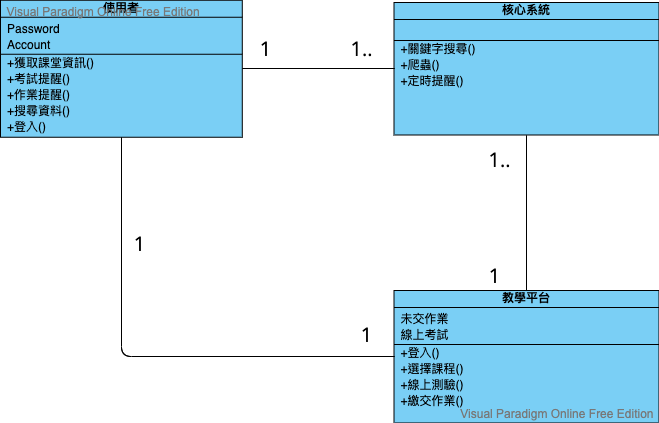 Visual Paradigm Online Free Edition
使用者
Password
Account
+獲取課堂資訊()
+考試提醒()
+作業提醒()
+搜尋資料()
+登入()
1
1..
核心系統
+關鍵字搜尋()
+爬蟲()
+定時提醒()
1..
1
1
1
教學平台
未交作業
線上考試
+登入()
+選擇課程()
+線上測驗()
+繳交作業()
Visual Paradigm Online Free Edition